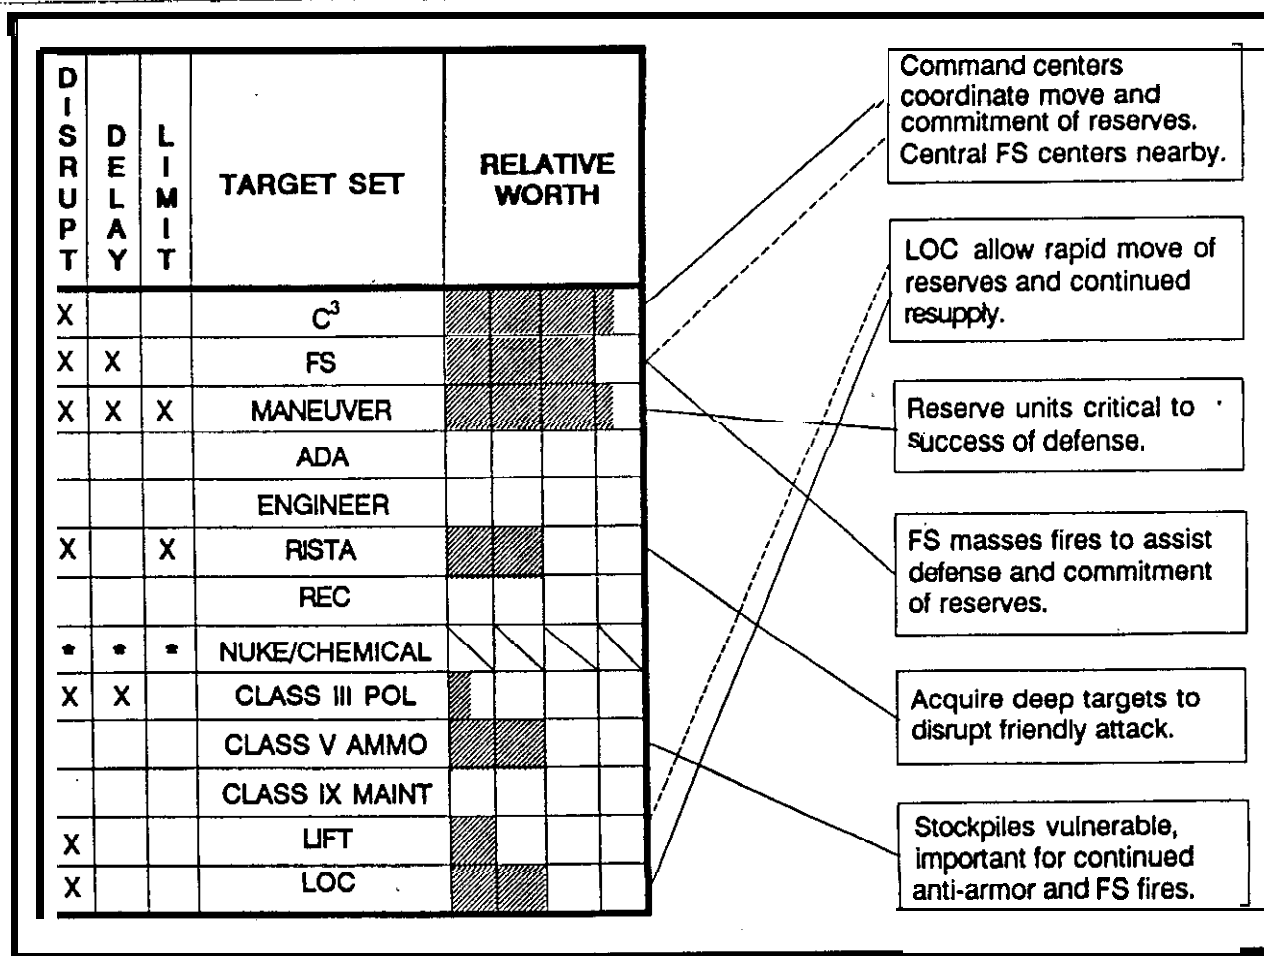 DISRUPT DELAY LIMIT TARGET SET RELATIVE WORTH
X C³
X X FS
X X X MANEUVER
ADA
ENGINEER
X X RISTA
REC
* * * NUKE/CHEMICAL
X X CLASS III POL
CLASS V AMMO
CLASS IX MAINT
X LIFT
X LOC
Command centers
coordinate move and
commitment of reserves.
Central FS centers nearby.
LOC allow rapid move of
reserves and continued
resupply.
Reserve units critical to
success of defense.
FS masses fires to assist
defense and commitment
of reserves.
Acquire deep targets to
disrupt friendly attack.
Stockpiles vulnerable,
important for continued
anti-armor and FS fires.